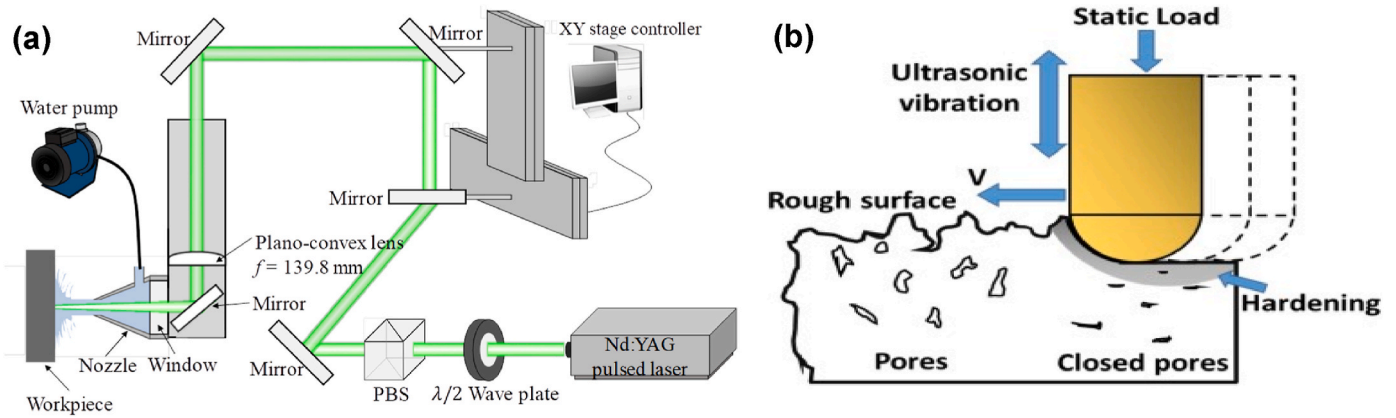 (a)
Mirror
Mirror
XY stage controller
Water pump
Mirror
Plano-convex lens
f = 139.8 mm
Mirror
Nozzle
Window
Mirror
Workpiece
PBS
λ/2 Wave plate
Nd:YAG
pulsed laser
(b)
Static Load
Ultrasonic
vibration
V
Rough surface
Hardening
Pores
Closed pores